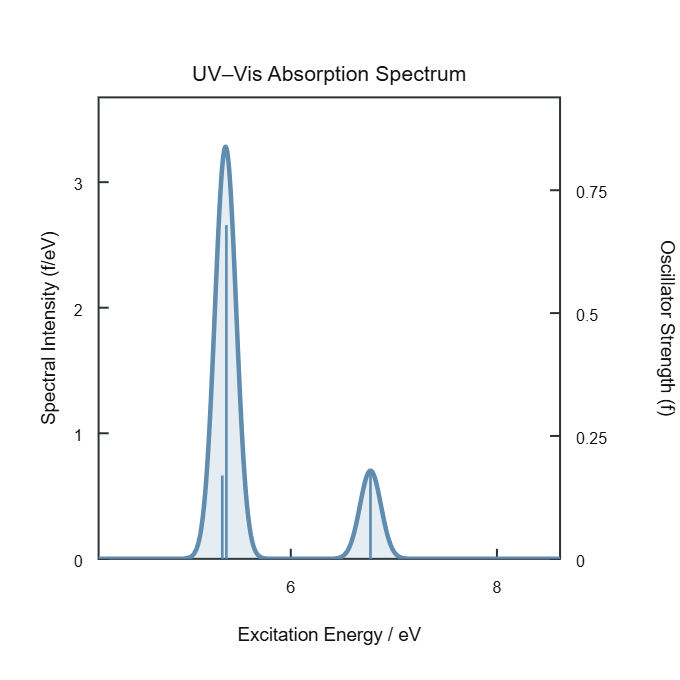 UV–Vis Absorption Spectrum
Spectral Intensity (f/eV)
3
2
1
0
0.75
0.5
0.25
0
Oscillator Strength (f)
6
8
Excitation Energy / eV